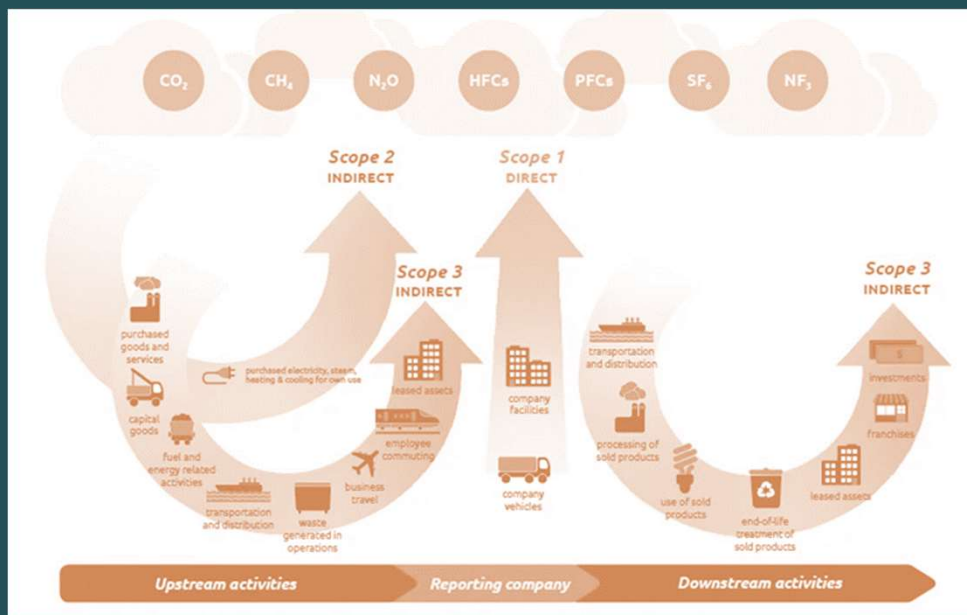 CO₂
CH₄
N₂O
HFCs
PFCs
SF₆
NF₃
Scope 2
INDIRECT
Scope 1
DIRECT
Scope 3
INDIRECT
Scope 3
INDIRECT
purchased
goods and
services
capital
goods
fuel and
energy related
activities
transportation
and distribution
waste
generated in
operations
business
travel
employee
commuting
leased assets
purchased electricity, steam,
heating & cooling for own use
company
facilities
company
vehicles
transportation
and distribution
processing of
sold products
use of sold
products
end-of-life
treatment of
sold products
leased assets
franchises
$
investments
Upstream activities
Reporting company
Downstream activities